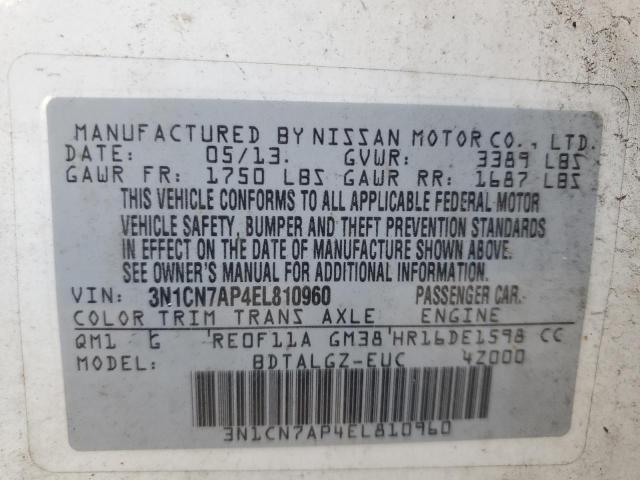 MANUFACTURED BY NISSAN MOTOR CO., LTD.
DATE: 05/13. GVWR: 3389 LBS
GAWR FR: 1750 LBS GAWR RR: 1687 LBS
THIS VEHICLE CONFORMS TO ALL APPLICABLE FEDERAL MOTOR
VEHICLE SAFETY, BUMPER AND THEFT PREVENTION STANDARDS
IN EFFECT ON THE DATE OF MANUFACTURE SHOWN ABOVE.
SEE OWNER'S MANUAL FOR ADDITIONAL INFORMATION.
VIN: 3N1CN7AP4EL810960 PASSENGER CAR
COLOR TRIM TRANS AXLE ENGINE
QM1 G RE0F11A GM38 HR16DE1598 CC
MODEL: BDTALGZ-EUC 4Z000
3N1CN7AP4EL810960